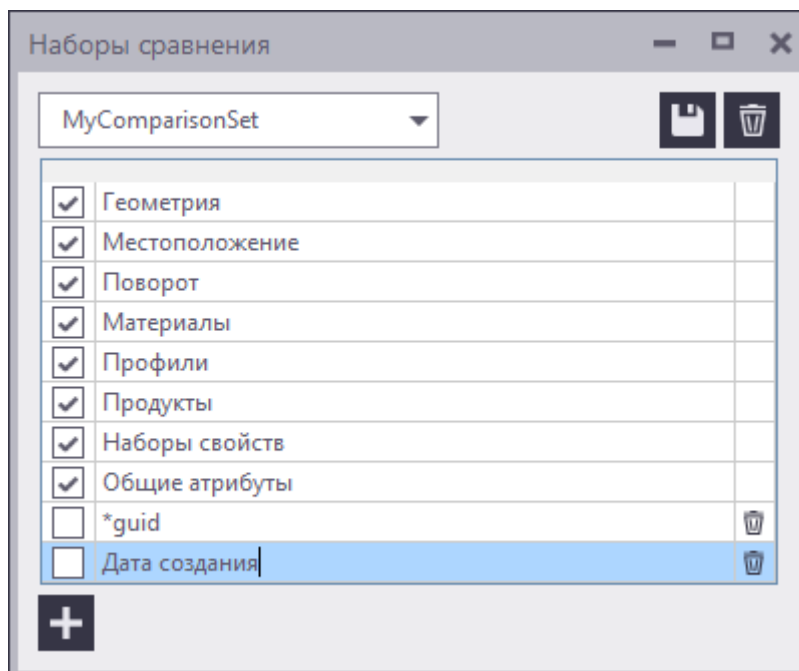 Наборы сравнения
MyComparisonSet
Геометрия
Местоположение
Поворот
Материалы
Профили
Продукты
Наборы свойств
Общие атрибуты
*guid
Дата создания